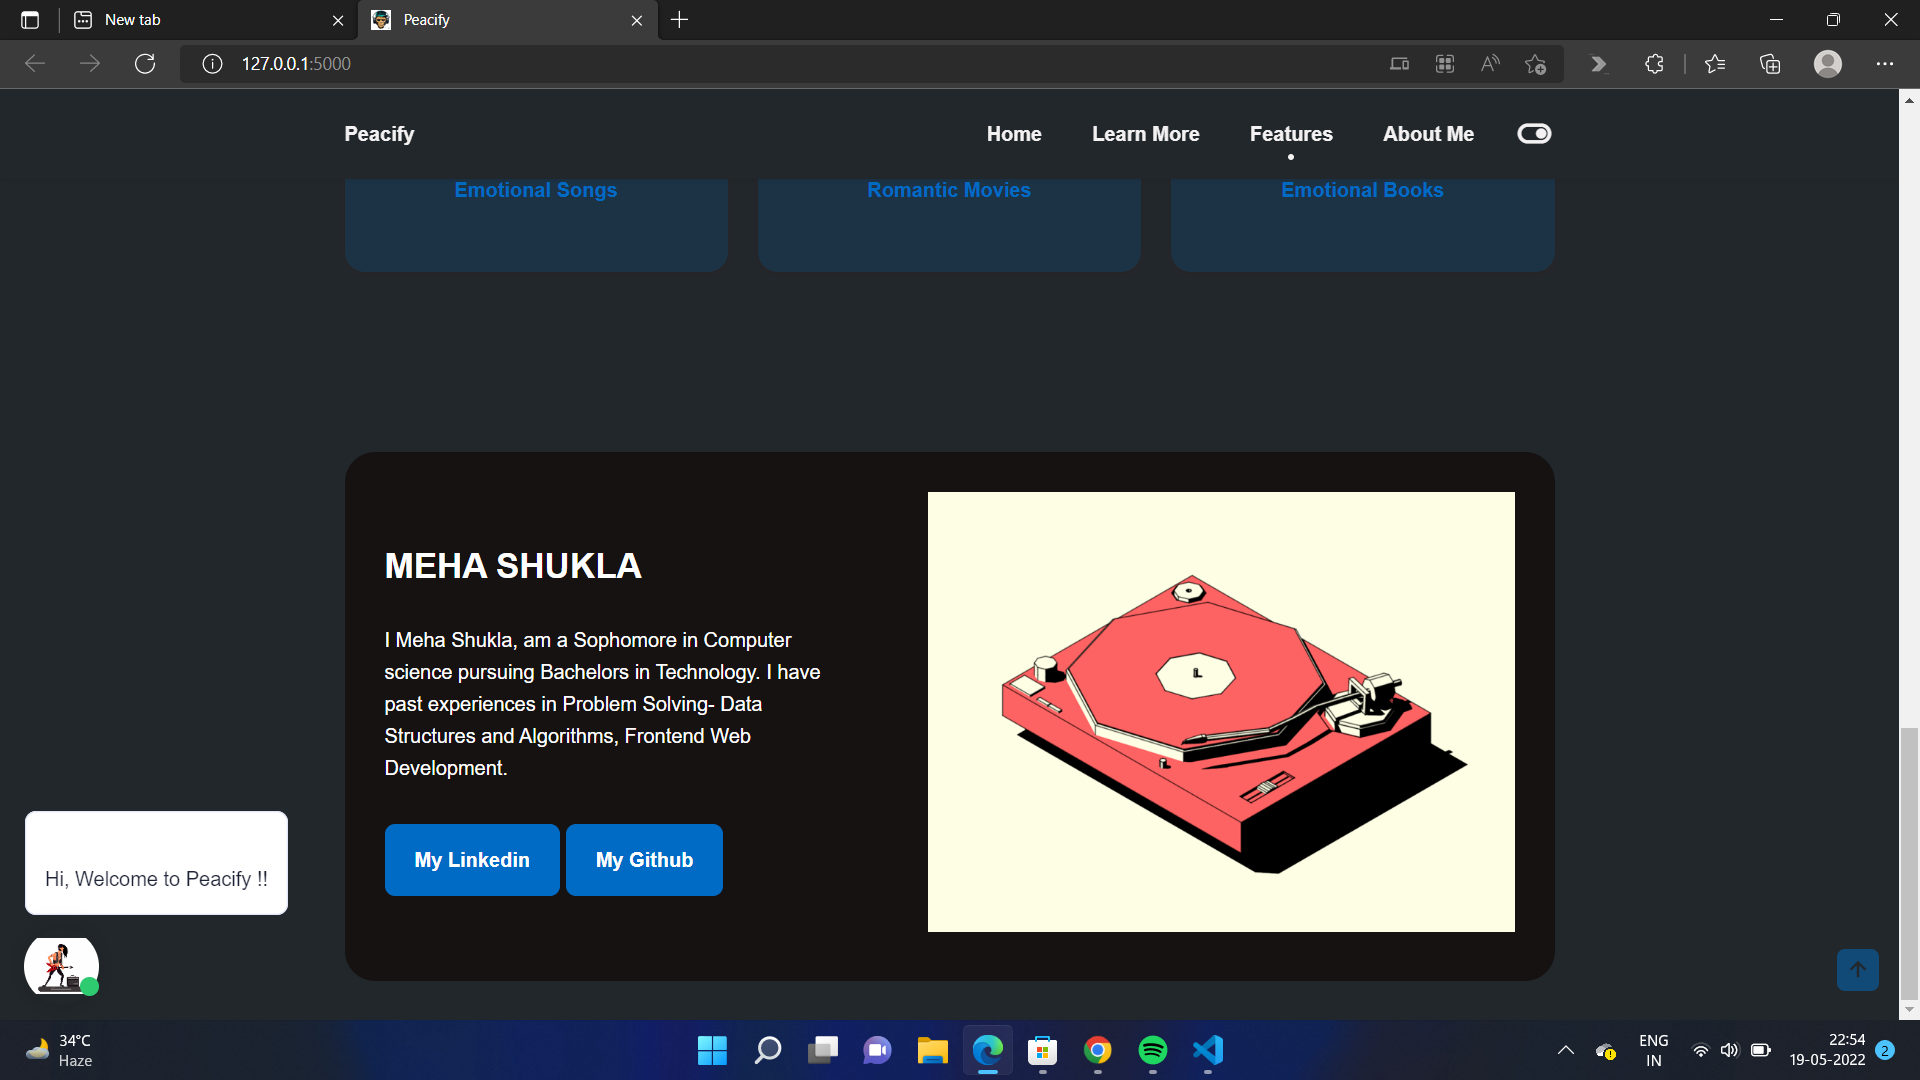 New tab
Peacify
127.0.0.1:5000
Peacify
Home Learn More Features About Me
Emotional Songs Romantic Movies Emotional Books
MEHA SHUKLA
I Meha Shukla, am a Sophomore in Computer
science pursuing Bachelors in Technology. I have
past experiences in Problem Solving- Data
Structures and Algorithms, Frontend Web
Development.
My Linkedin My Github
Hi, Welcome to Peacify !!
34°C
Haze
ENG
IN
22:54
19-05-2022
2